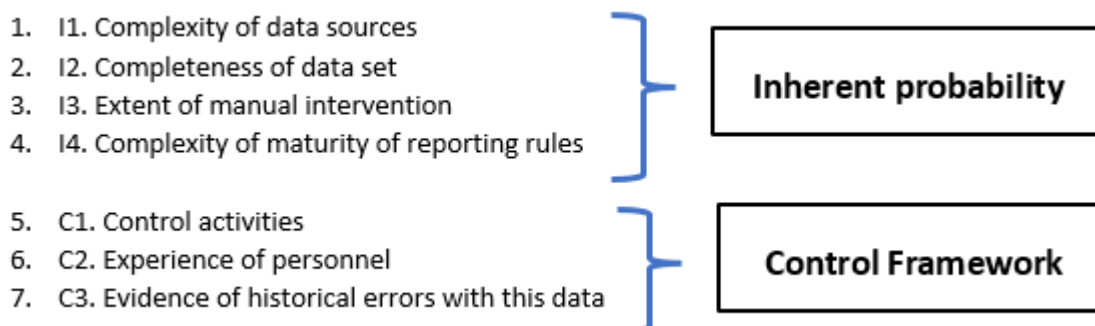 1. I1. Complexity of data sources
2. I2. Completeness of data set
3. I3. Extent of manual intervention
4. I4. Complexity of maturity of reporting rules
Inherent probability
5. C1. Control activities
6. C2. Experience of personnel
7. C3. Evidence of historical errors with this data
Control Framework